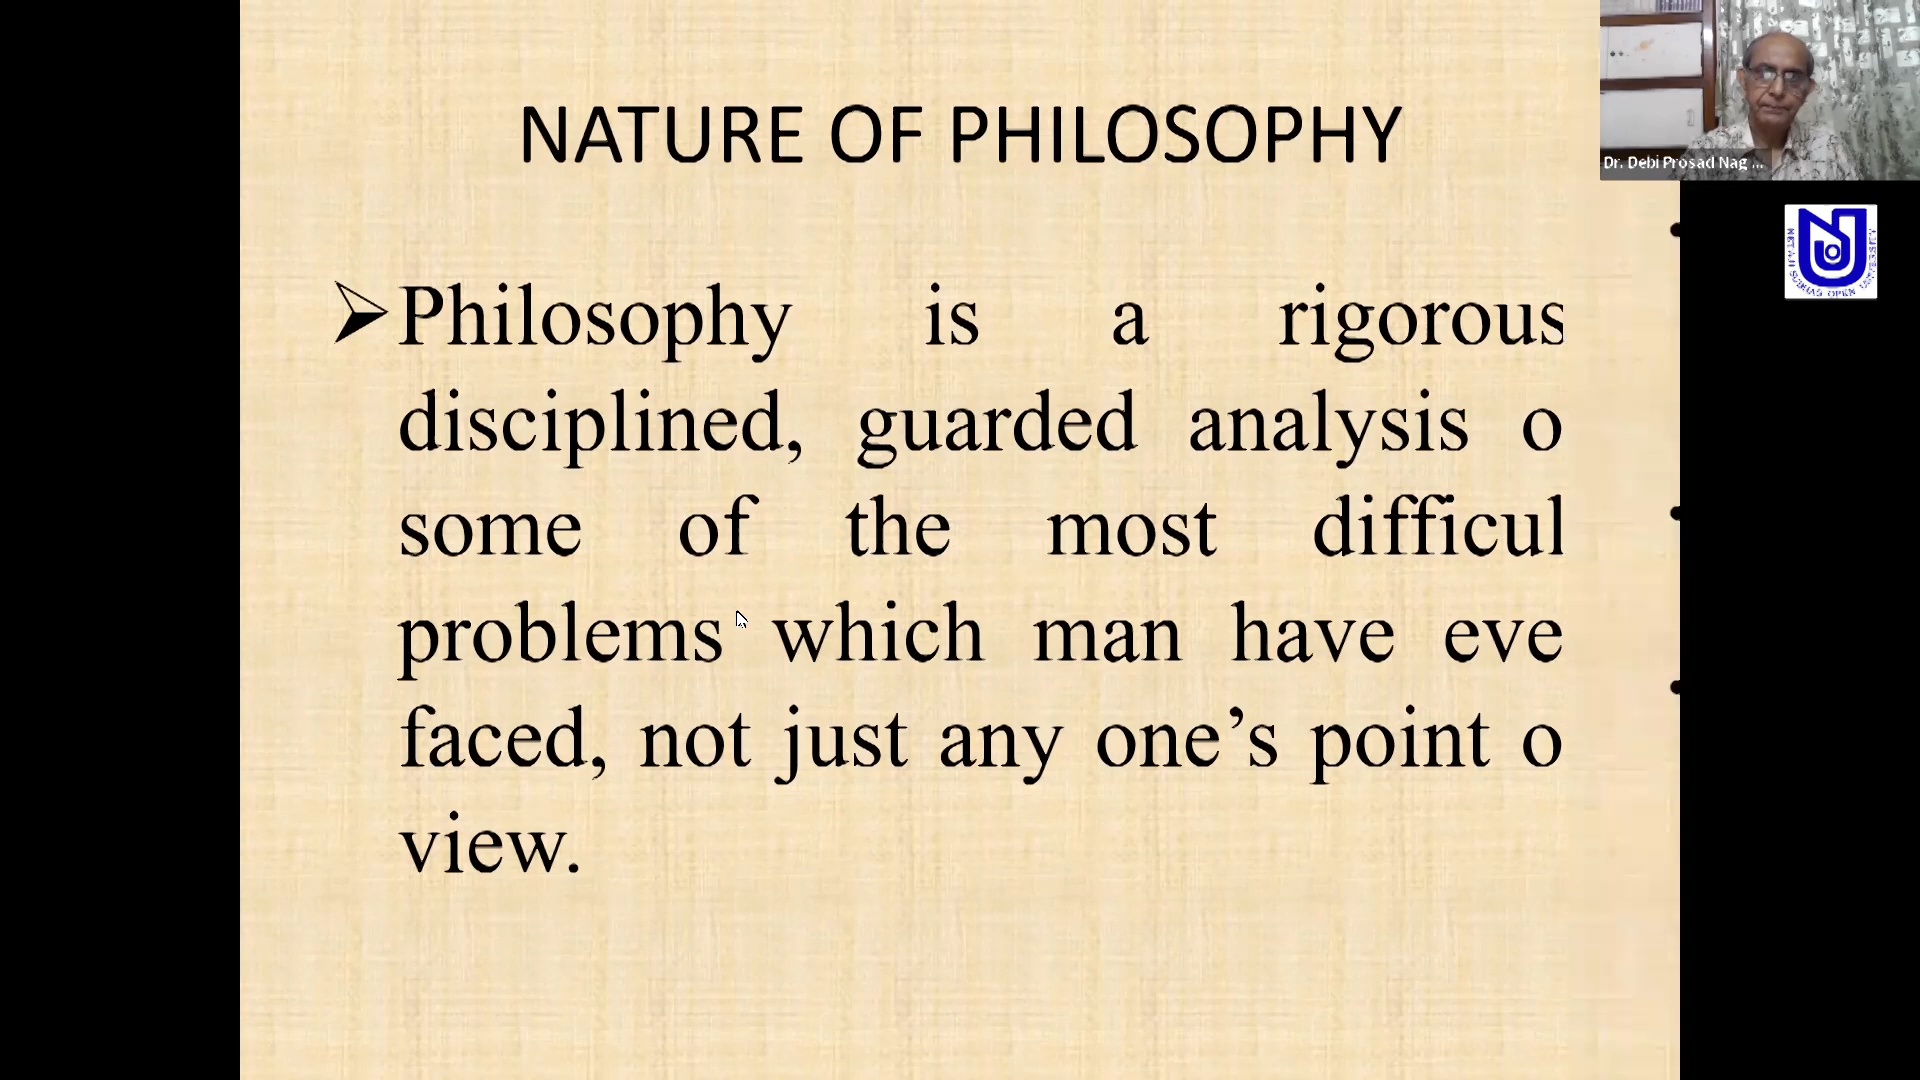 NATURE OF PHILOSOPHY
Dr. Debi Prosad Nag ...
➢Philosophy is a rigorous
disciplined, guarded analysis o
some of the most difficul
problems which man have eve
faced, not just any one’s point o
view.